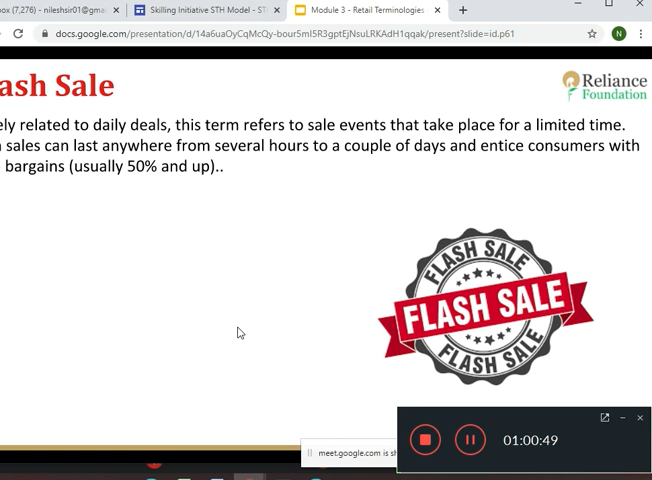 box (7,276) - nileshsir01@gma
Skilling Initiative STH Model - ST
Module 3 - Retail Terminologies
docs.google.com/presentation/d/14a6uaOyCqMcQy-bour5mI5R3gptEjNsuLRKAdH1qqak/present?slide=id.p61
N
ash Sale
Reliance
Foundation
ely related to daily deals, this term refers to sale events that take place for a limited time.
sales can last anywhere from several hours to a couple of days and entice consumers with
bargains (usually 50% and up)..
FLASH SALE
FLASH SALE
FLASH SALE
meet.google.com is sh
01:00:49